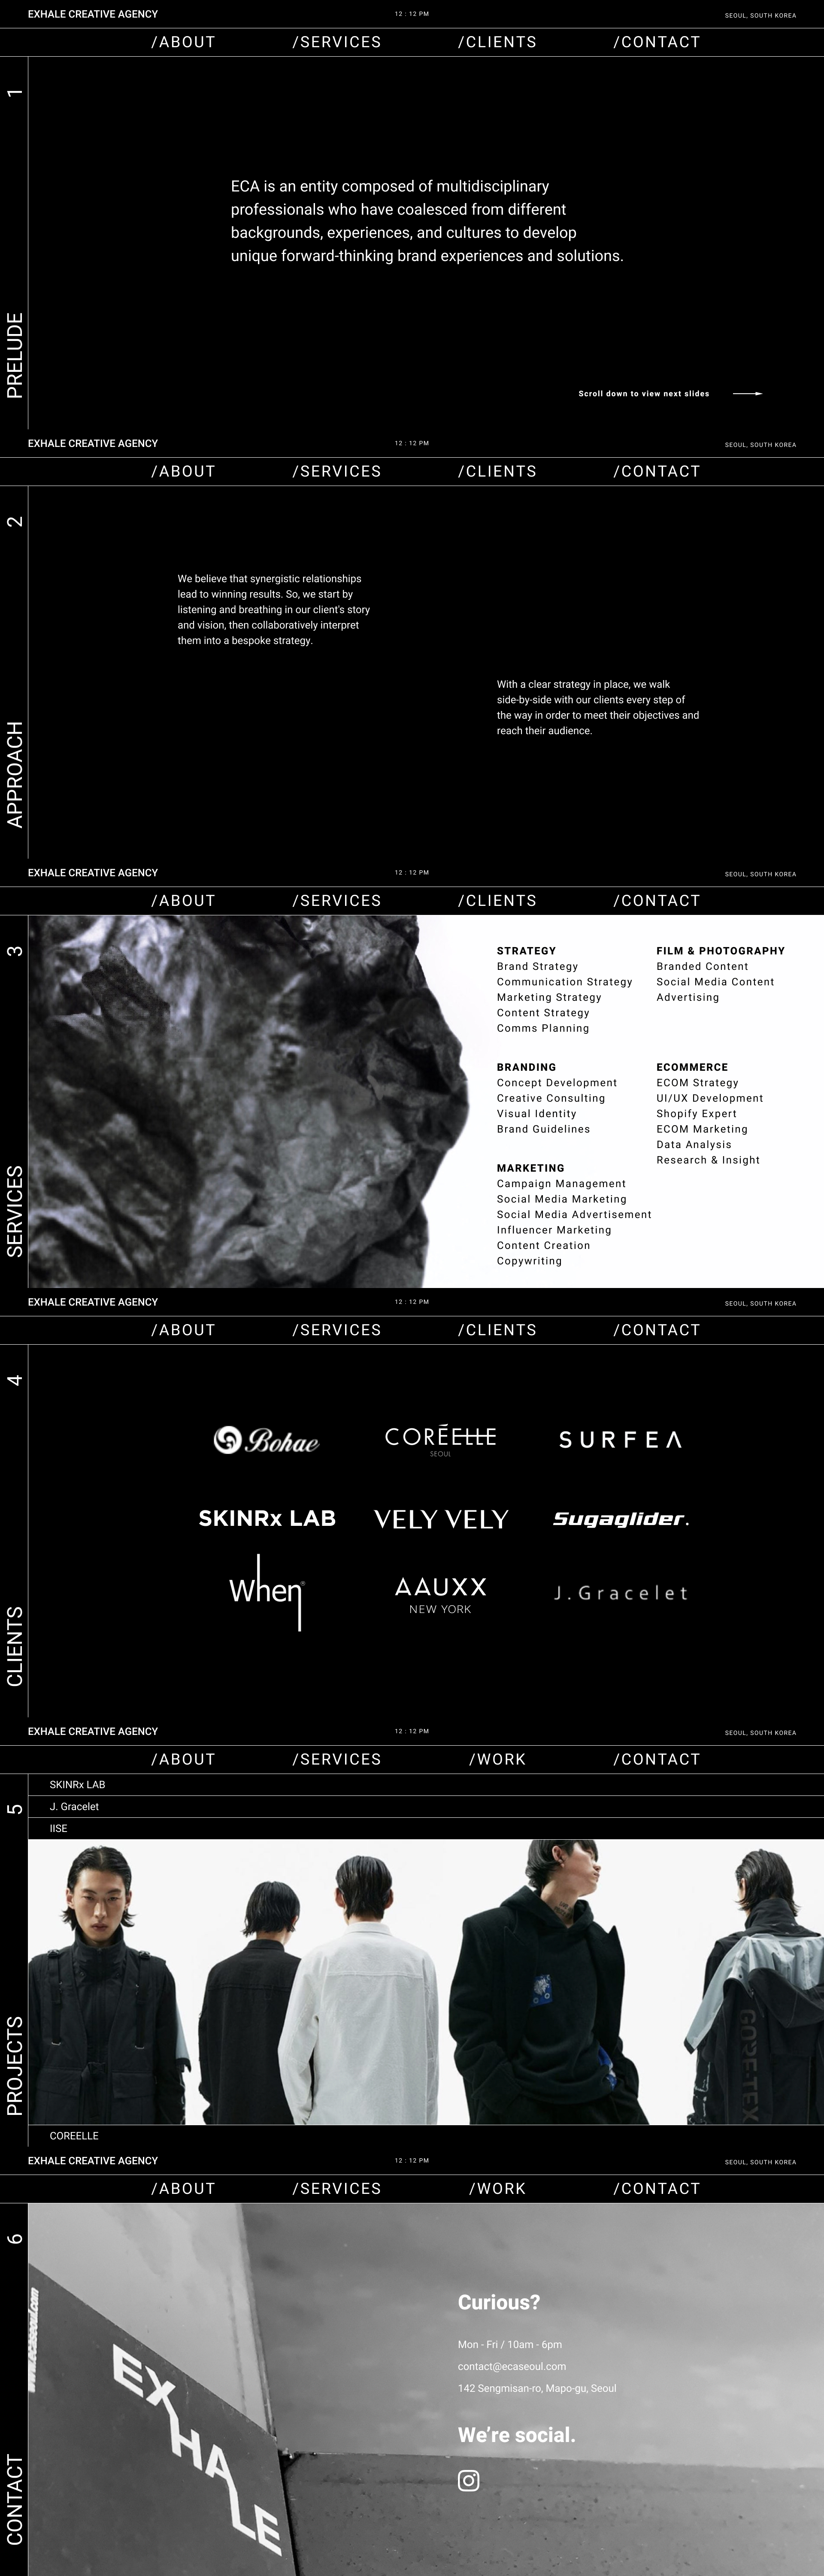 EXHALE CREATIVE AGENCY
12 : 12 PM
SEOUL, SOUTH KOREA
/ABOUT
/SERVICES
/CLIENTS
/CONTACT
1
PRELUDE
ECA is an entity composed of multidisciplinary
professionals who have coalesced from different
backgrounds, experiences, and cultures to develop
unique forward-thinking brand experiences and solutions.
Scroll down to view next slides
EXHALE CREATIVE AGENCY
12 : 12 PM
SEOUL, SOUTH KOREA
/ABOUT
/SERVICES
/CLIENTS
/CONTACT
2
APPROACH
We believe that synergistic relationships
lead to winning results. So, we start by
listening and breathing in our client's story
and vision, then collaboratively interpret
them into a bespoke strategy.
With a clear strategy in place, we walk
side-by-side with our clients every step of
the way in order to meet their objectives and
reach their audience.
EXHALE CREATIVE AGENCY
12 : 12 PM
SEOUL, SOUTH KOREA
/ABOUT
/SERVICES
/CLIENTS
/CONTACT
3
SERVICES
STRATEGY
Brand Strategy
Communication Strategy
Marketing Strategy
Content Strategy
Comms Planning
BRANDING
Concept Development
Creative Consulting
Visual Identity
Brand Guidelines
MARKETING
Campaign Management
Social Media Marketing
Social Media Advertisement
Influencer Marketing
Content Creation
Copywriting
FILM & PHOTOGRAPHY
Branded Content
Social Media Content
Advertising
ECOMMERCE
ECOM Strategy
UI/UX Development
Shopify Expert
ECOM Marketing
Data Analysis
Research & Insight
EXHALE CREATIVE AGENCY
12 : 12 PM
SEOUL, SOUTH KOREA
/ABOUT
/SERVICES
/CLIENTS
/CONTACT
4
CLIENTS
Bohae
CORÉELLE
SEOUL
SURFEA
SKINRx LAB
VELY VELY
Sugaglider.
When®
AAUXX
NEW YORK
J.Gracelet
EXHALE CREATIVE AGENCY
12 : 12 PM
SEOUL, SOUTH KOREA
/ABOUT
/SERVICES
/WORK
/CONTACT
5
PROJECTS
SKINRx LAB
J. Gracelet
IISE
GORE-TEX
COREELLE
EXHALE CREATIVE AGENCY
12 : 12 PM
SEOUL, SOUTH KOREA
/ABOUT
/SERVICES
/WORK
/CONTACT
6
CONTACT
www.ecaseoul.com
EXHALE
Curious?
Mon - Fri / 10am - 6pm
contact@ecaseoul.com
142 Sengmisan-ro, Mapo-gu, Seoul
We're social.